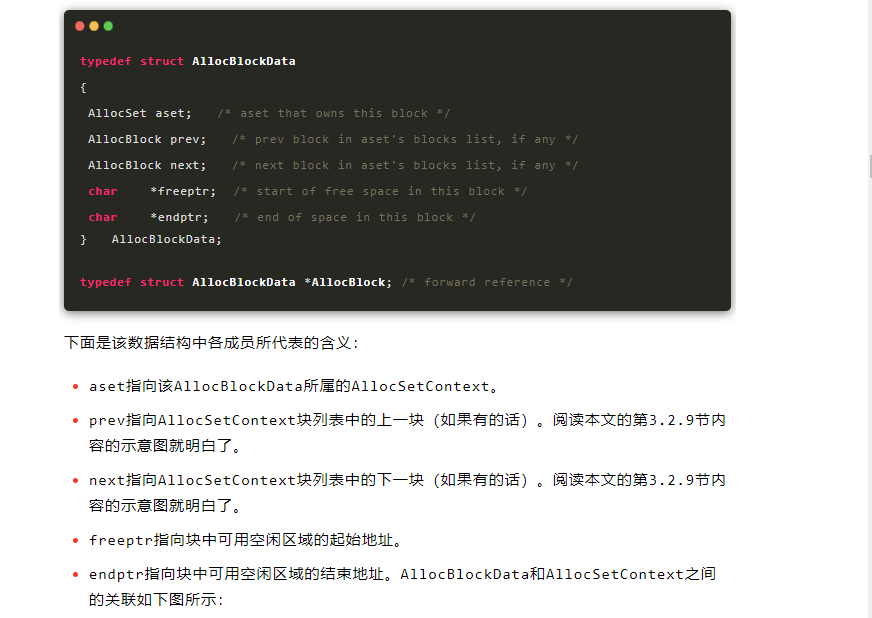 typedef struct AllocBlockData
{
AllocSet aset; /* aset that owns this block */
AllocBlock prev; /* prev block in aset's blocks list, if any */
AllocBlock next; /* next block in aset's blocks list, if any */
char *freeptr; /* start of free space in this block */
char *endptr; /* end of space in this block */
} AllocBlockData;
typedef struct AllocBlockData *AllocBlock; /* forward reference */
下面是该数据结构中各成员所代表的含义：
• aset指向该AllocBlockData所属的AllocSetContext。
• prev指向AllocSetContext块列表中的上一块（如果有的话）。阅读本文的第3.2.9节内
容的示意图就明白了。
• next指向AllocSetContext块列表中的下一块（如果有的话）。阅读本文的第3.2.9节内
容的示意图就明白了。
• freeptr指向块中可用空闲区域的起始地址。
• endptr指向块中可用空闲区域的结束地址。AllocBlockData和AllocSetContext之间
的关联如下图所示：